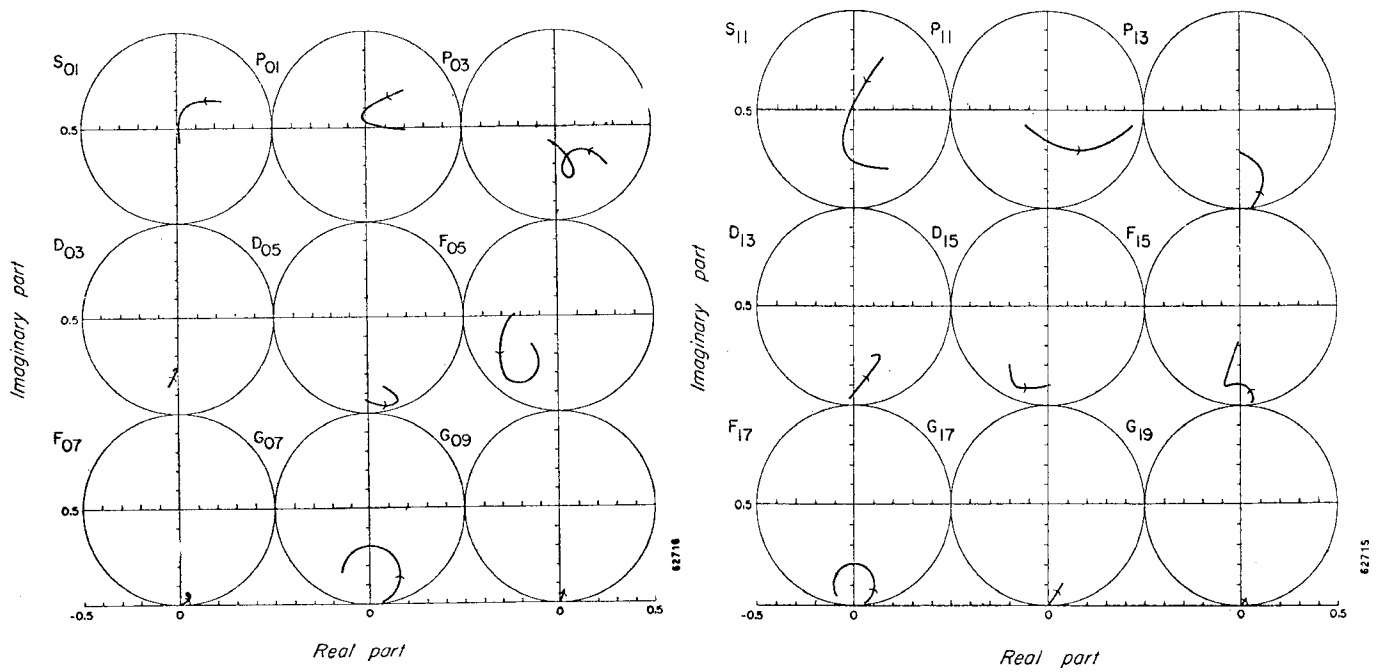 S01 P01 P03
0.5
D03 D05 F05
0.5
F07 G07 G09
0.5
-0.5 0 0 0 0.5
Imaginary part
Real part
62716
S11 P11 P13
0.5
D13 D15 F15
0.5
F17 G17 G19
0.5
-0.5 0 0 0 0.5
Imaginary part
Real part
62715